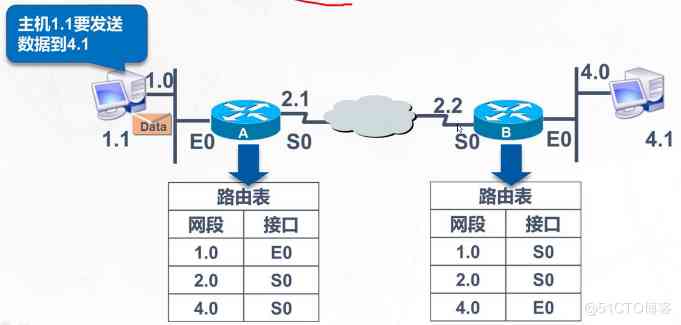 主机1.1要发送
数据到4.1
1.0
4.0
2.1
2.2
Data
A
B
1.1
E0
S0
S0
E0
4.1
路由表
网段 接口
1.0 E0
2.0 S0
4.0 S0
路由表
网段 接口
1.0 S0
2.0 S0
4.0 E0
@51CTO博客